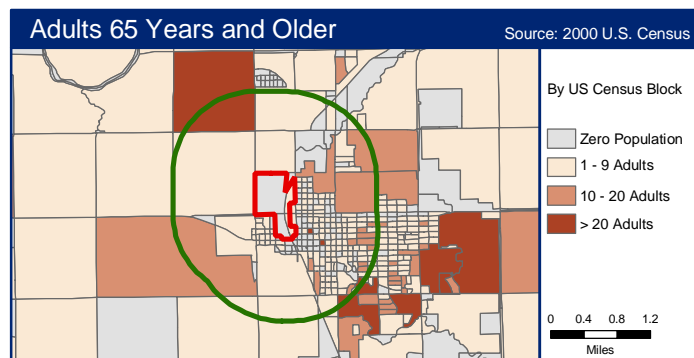 Adults 65 Years and Older
Source: 2000 U.S. Census
By US Census Block
Zero Population
1 - 9 Adults
10 - 20 Adults
> 20 Adults
0 0.4 0.8 1.2
Miles